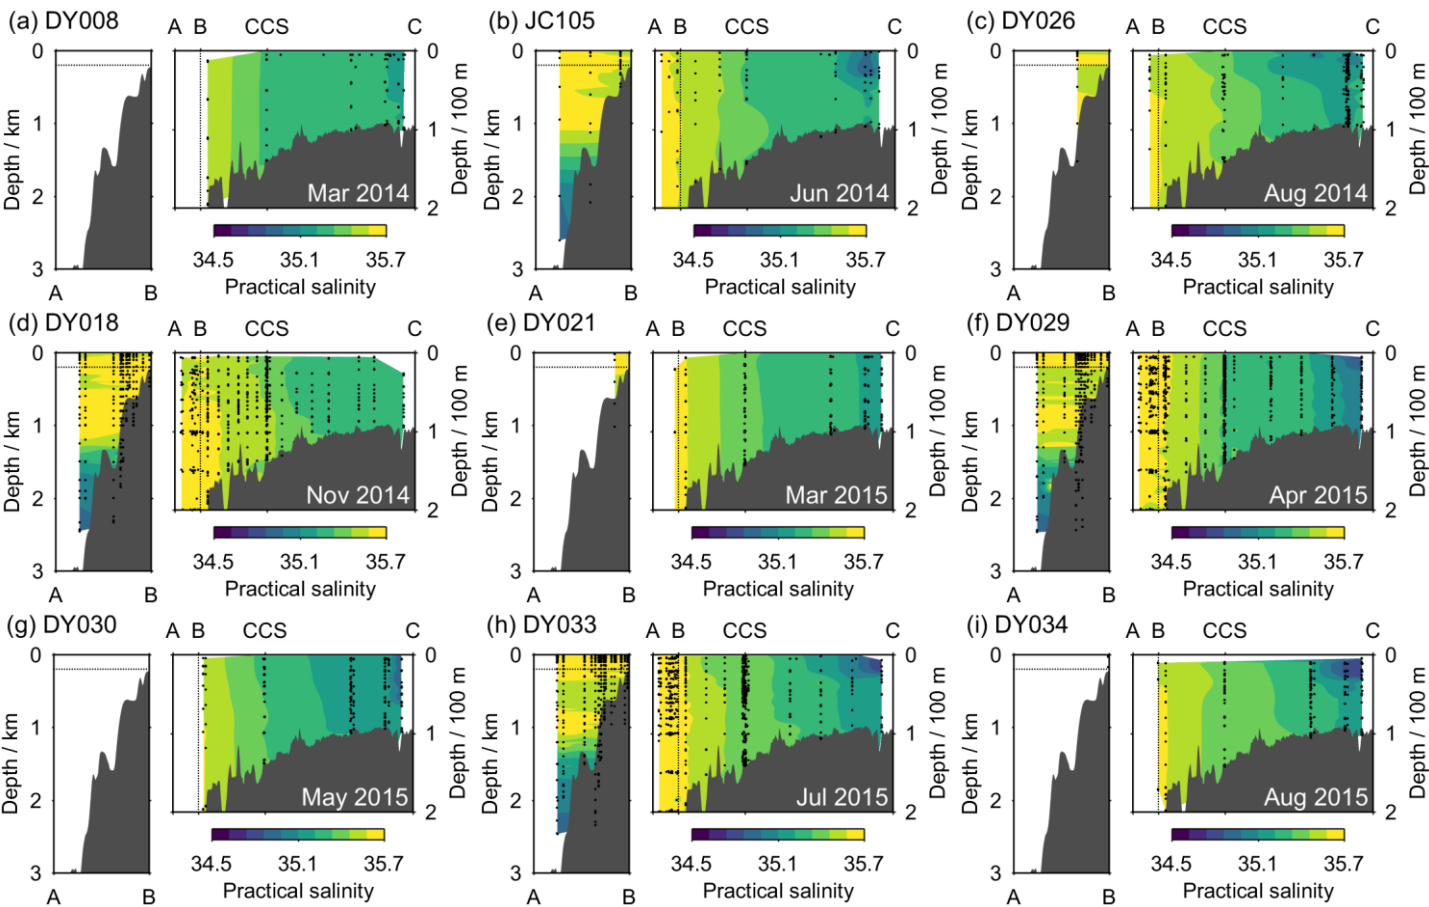 (a) DY008
A B CCS C
(b) JC105
A B CCS C
(c) DY026
A B CCS C
0
1
2
3
Depth / km
0
1
2
Depth / 100 m
Mar 2014
34.5 35.1 35.7
Practical salinity
A B
0
1
2
3
Depth / km
0
1
2
Depth / 100 m
Jun 2014
34.5 35.1 35.7
Practical salinity
A B
0
1
2
3
Depth / km
0
1
2
Depth / 100 m
Aug 2014
34.5 35.1 35.7
Practical salinity
A B
(d) DY018
A B CCS C
(e) DY021
A B CCS C
(f) DY029
A B CCS C
0
1
2
3
Depth / km
0
1
2
Depth / 100 m
Nov 2014
34.5 35.1 35.7
Practical salinity
A B
0
1
2
3
Depth / km
0
1
2
Depth / 100 m
Mar 2015
34.5 35.1 35.7
Practical salinity
A B
0
1
2
3
Depth / km
0
1
2
Depth / 100 m
Apr 2015
34.5 35.1 35.7
Practical salinity
A B
(g) DY030
A B CCS C
(h) DY033
A B CCS C
(i) DY034
A B CCS C
0
1
2
3
Depth / km
0
1
2
Depth / 100 m
May 2015
34.5 35.1 35.7
Practical salinity
A B
0
1
2
3
Depth / km
0
1
2
Depth / 100 m
Jul 2015
34.5 35.1 35.7
Practical salinity
A B
0
1
2
3
Depth / km
0
1
2
Depth / 100 m
Aug 2015
34.5 35.1 35.7
Practical salinity
A B